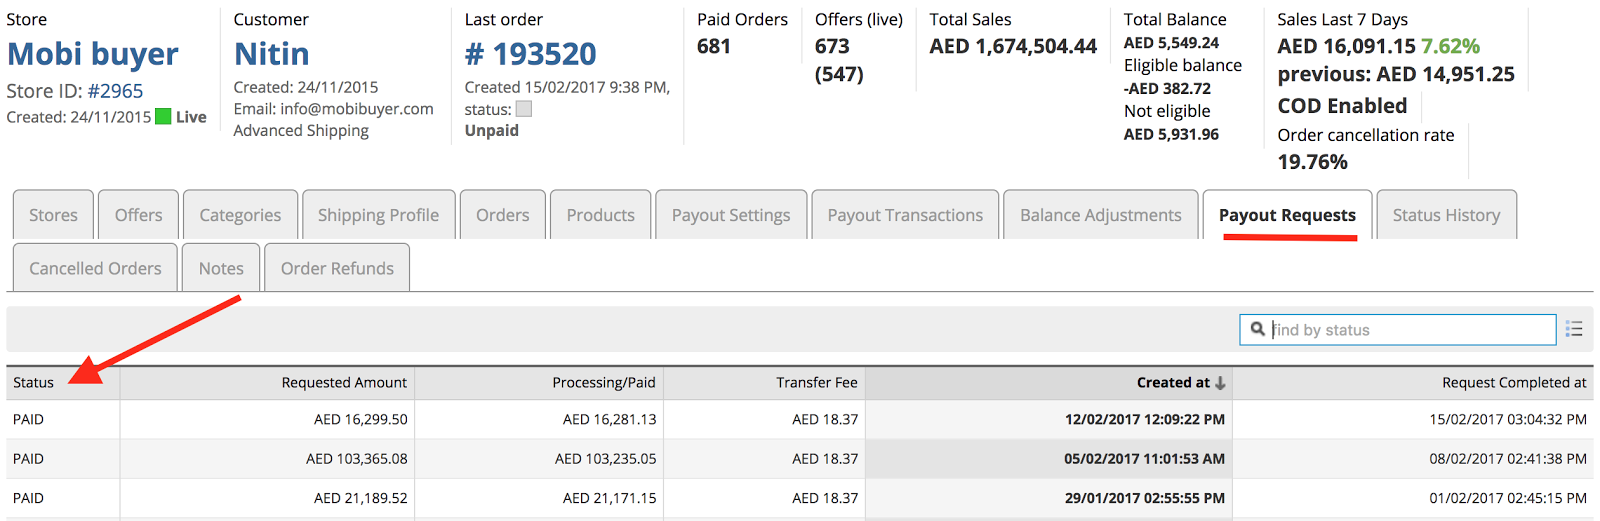 Store
Mobi buyer
Store ID: #2965
Created: 24/11/2015 Live
Customer
Nitin
Created: 24/11/2015
Email: info@mobibuyer.com
Advanced Shipping
Last order
# 193520
Created 15/02/2017 9:38 PM,
status:
Unpaid
Paid Orders
681
Offers (live)
673
(547)
Total Sales
AED 1,674,504.44
Total Balance
AED 5,549.24
Eligible balance
-AED 382.72
Not eligible
AED 5,931.96
Sales Last 7 Days
AED 16,091.15 7.62%
previous: AED 14,951.25
COD Enabled
Order cancellation rate
19.76%
Stores Offers Categories Shipping Profile Orders Products Payout Settings Payout Transactions Balance Adjustments Payout Requests Status History
Cancelled Orders Notes Order Refunds
find by status
Status Requested Amount Processing/Paid Transfer Fee Created at Request Completed at
PAID AED 16,299.50 AED 16,281.13 AED 18.37 12/02/2017 12:09:22 PM 15/02/2017 03:04:32 PM
PAID AED 103,365.08 AED 103,235.05 AED 18.37 05/02/2017 11:01:53 AM 08/02/2017 02:41:38 PM
PAID AED 21,189.52 AED 21,171.15 AED 18.37 29/01/2017 02:55:55 PM 01/02/2017 02:45:15 PM